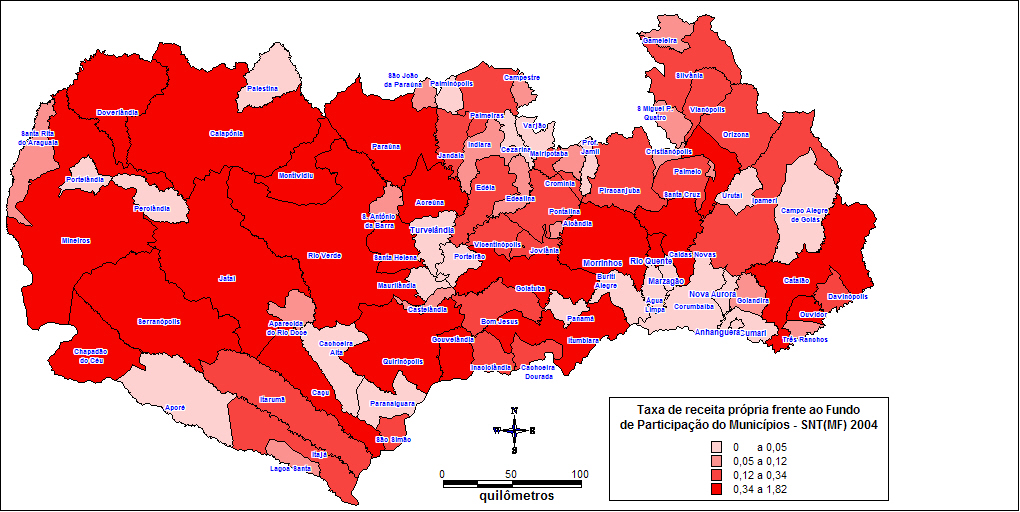 Gameleira
Silvânia
São João
da Paraúna
Palminópolis
Campestre
Palestina
Doverlândia
S Miguel P.
Quatro
Vianópolis
Palmeiras
Varjão
Orizona
Caiapônia
Santa Rita
do Araguaia
Paraúna
Indiara
Cezarina
Prof.
Jamil
Mairipotaba
Cristianópolis
Jandaia
Portelândia
Montividiu
Palmelo
Edéia
Cromínia
Piracanjuba
Santa Cruz
Urutaí
Ipameri
Perolândia
Acreúna
Edealina
Pontalina
Campo Alegre
de Goiás
S. Antônio
da Barra
Aloândia
Turvelândia
Mineiros
Vicentinópolis
Joviânia
Rio Verde
Santa Helena
Porteirão
Morrinhos
Rio Quente
Caldas Novas
Jataí
Maurilândia
Goiatuba
Buriti
Alegre
Marzagão
Catalão
Nova Aurora
Goiandira
Davinópolis
Água
Limpa
Corumbaíba
Castelândia
Serranópolis
Aparecida
do Rio Doce
Bom Jesus
Panamá
Ouvidor
Anhanguera
Cumari
Três Ranchos
Gouvelândia
Itumbiara
Cachoeira
Alta
Chapadão
do Céu
Quirinópolis
Inaciolândia
Cachoeira
Dourada
Caçu
Itarumã
Aporé
Paranaiguara
São Simão
Itajá
Lagoa Santa
N
W E
S
0 50 100
quilômetros
Taxa de receita própria frente ao Fundo
de Participação do Municípios - SNT(MF) 2004
0 a 0,05
0,05 a 0,12
0,12 a 0,34
0,34 a 1,82